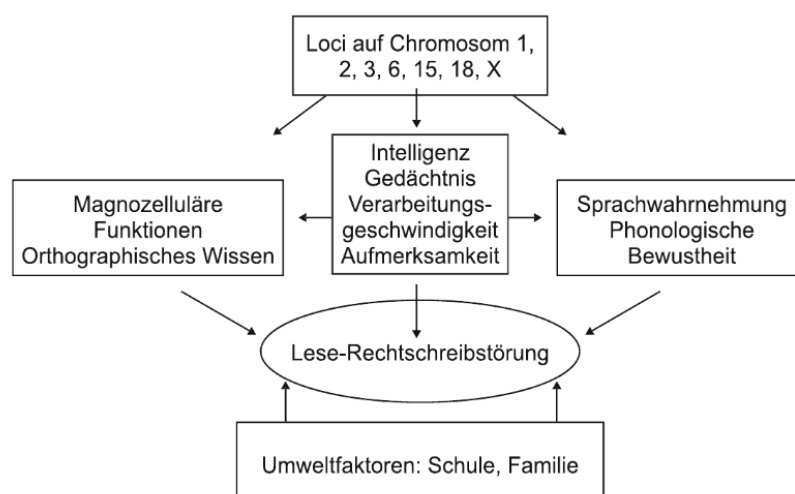 Loci auf Chromosom 1,
2, 3, 6, 15, 18, X
Magnozelluläre
Funktionen
Orthographisches Wissen
Intelligenz
Gedächtnis
Verarbeitungs-
geschwindigkeit
Aufmerksamkeit
Sprachwahrnehmung
Phonologische
Bewustheit
Lese-Rechtschreibstörung
Umweltfaktoren: Schule, Familie